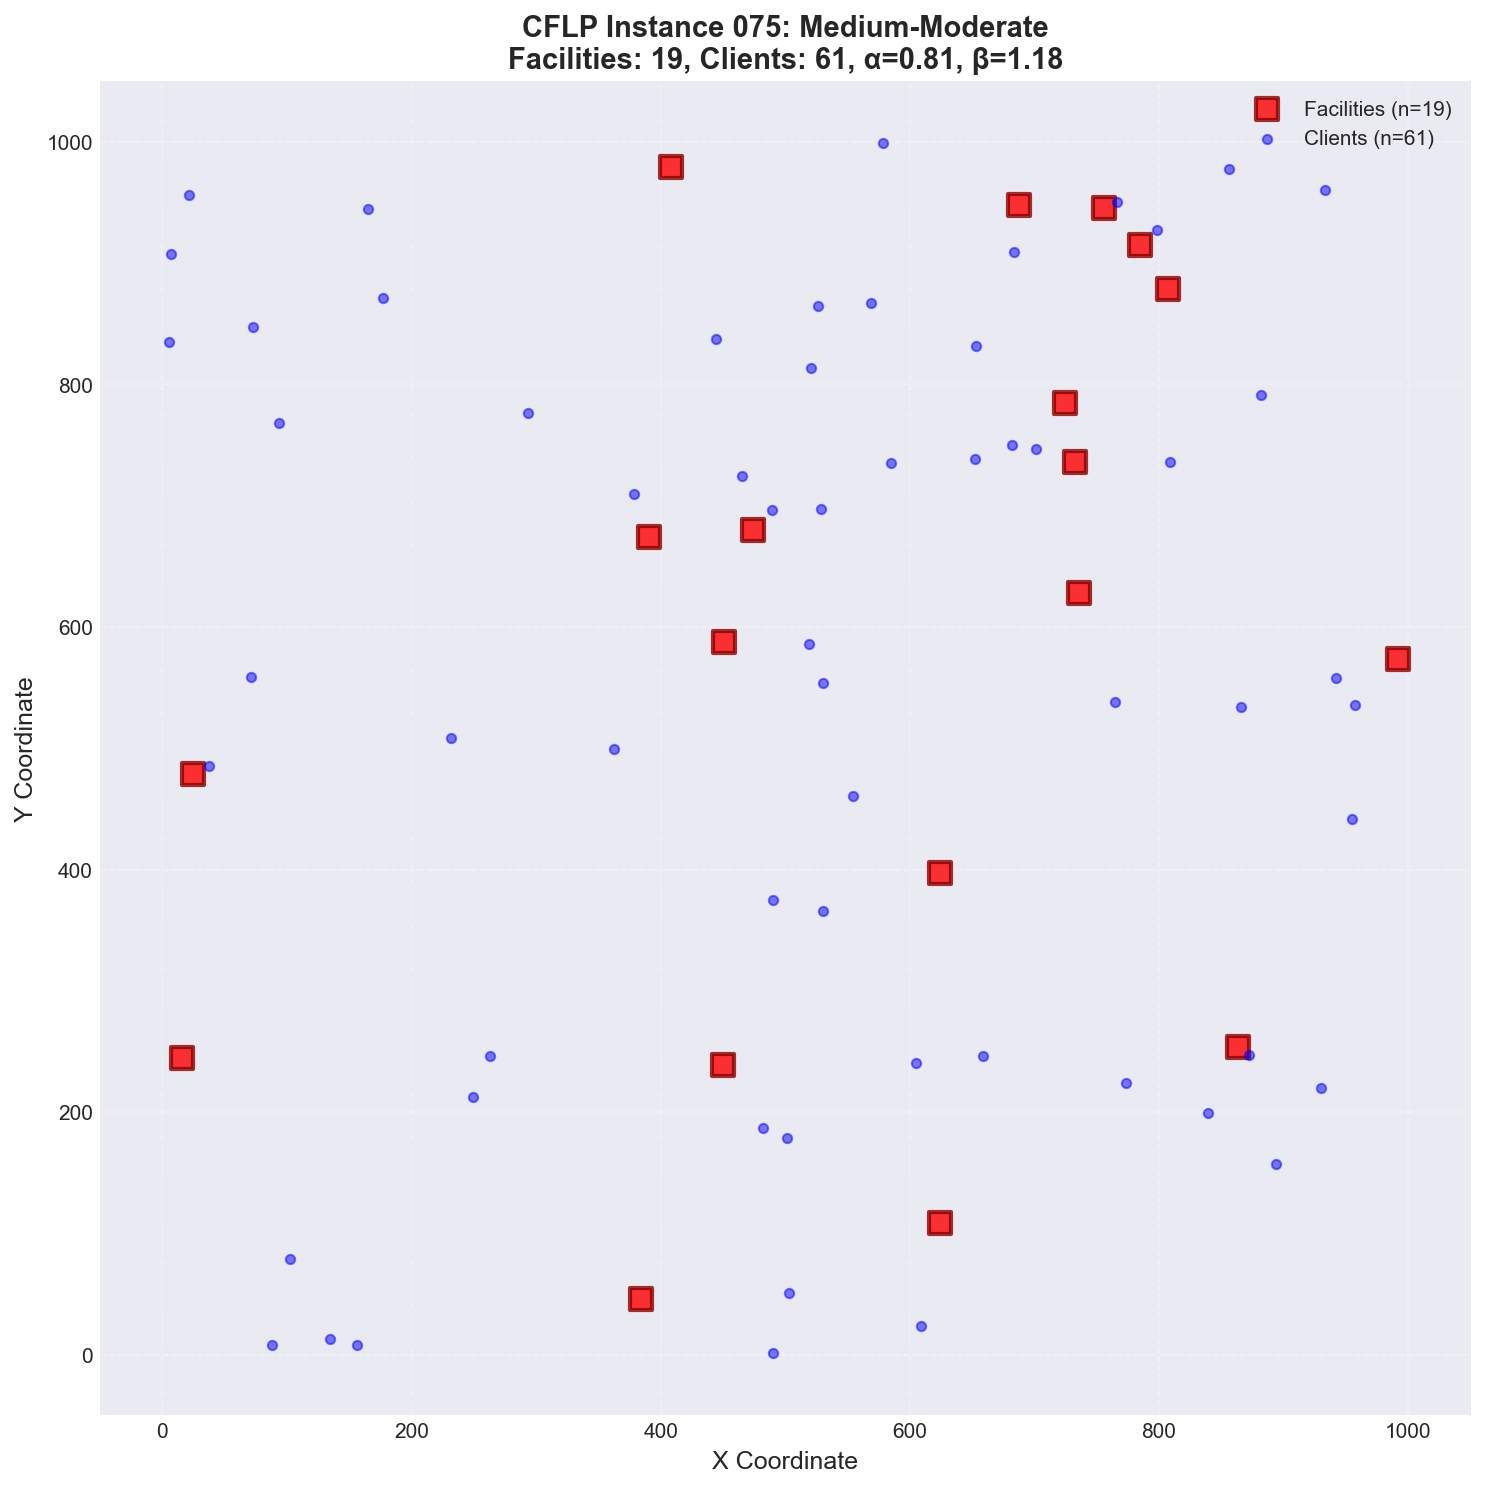 CFLP Instance 075: Medium-Moderate
Facilities: 19, Clients: 61, α=0.81, β=1.18
Facilities (n=19)
Clients (n=61)
1000
800
600
400
200
0
Y Coordinate
0
200
400
600
800
1000
X Coordinate